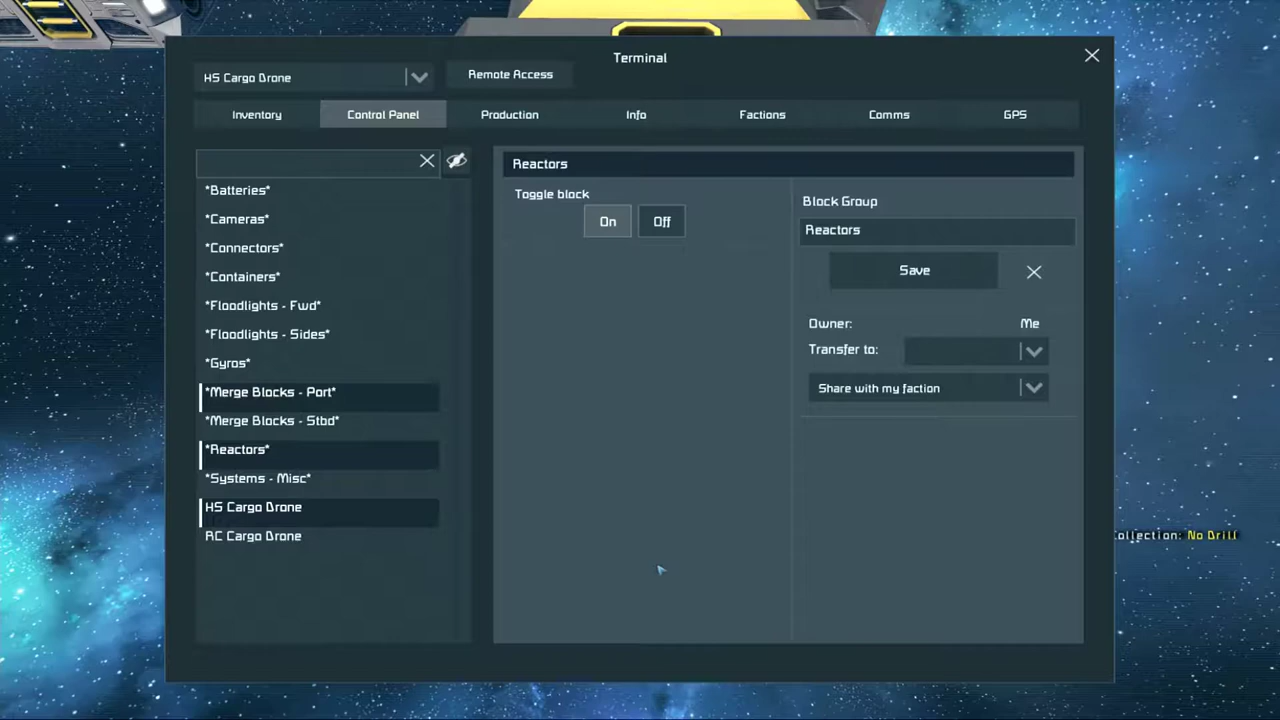 Terminal
HS Cargo Drone
Remote Access
Inventory
Control Panel
Production
Info
Factions
Comms
GPS
*Batteries*
*Cameras*
*Connectors*
*Containers*
*Floodlights - Fwd*
*Floodlights - Sides*
*Gyros*
*Merge Blocks - Port*
*Merge Blocks - Stbd*
*Reactors*
*Systems - Misc*
HS Cargo Drone
RC Cargo Drone
Reactors
Toggle block
On
Off
Block Group
Reactors
Save
Owner: Me
Transfer to:
Share with my faction
Collection: No Drill